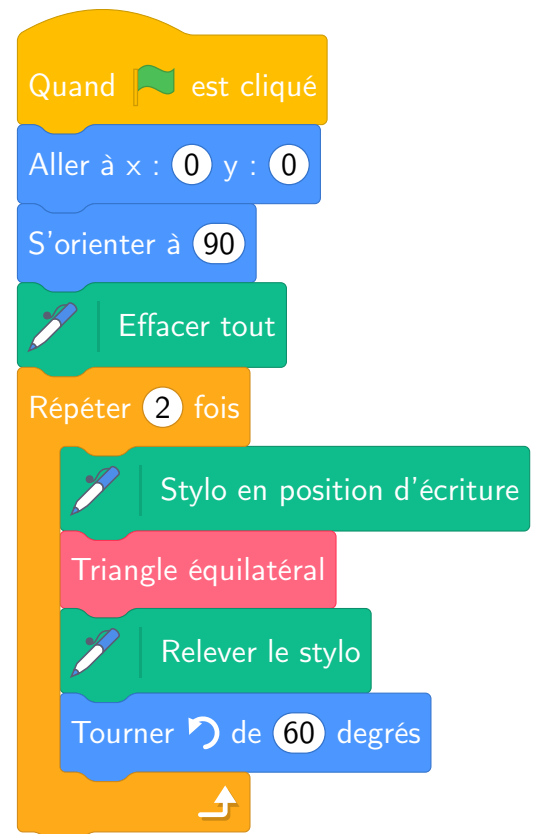 Quand est cliqué
Aller à x : 0 y : 0
S'orienter à 90
Effacer tout
Répéter 2 fois
Stylo en position d'écriture
Triangle équilatéral
Relever le stylo
Tourner de 60 degrés